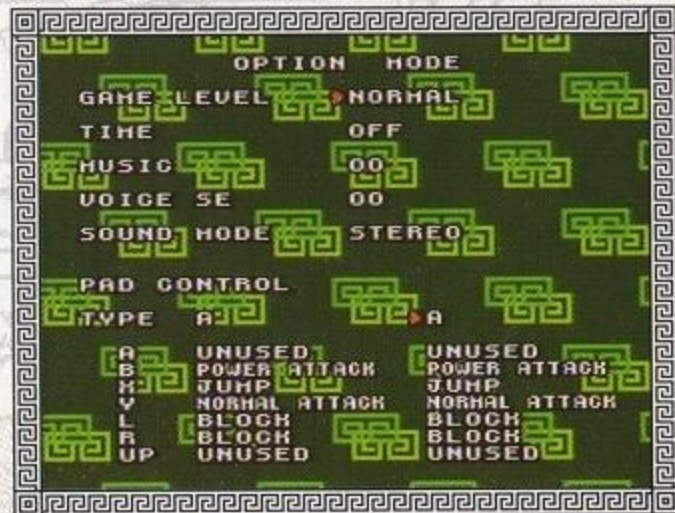 OPTION MODE
GAME LEVEL NORMAL
TIME OFF
MUSIC 00
VOICE SE 00
SOUND MODE STEREO
PAD CONTROL
TYPE A A
A UNUSED UNUSED
B POWER ATTACK POWER ATTACK
X JUMP JUMP
Y NORMAL ATTACK NORMAL ATTACK
L BLOCK BLOCK
R BLOCK BLOCK
UP UNUSED UNUSED